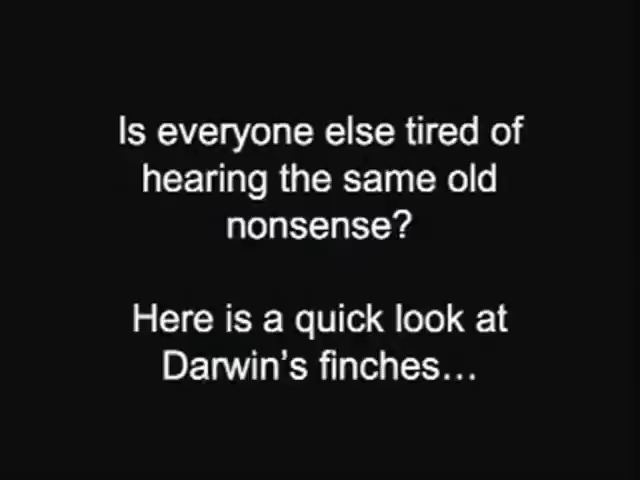 Is everyone else tired of
hearing the same old
nonsense?
Here is a quick look at
Darwin’s finches…